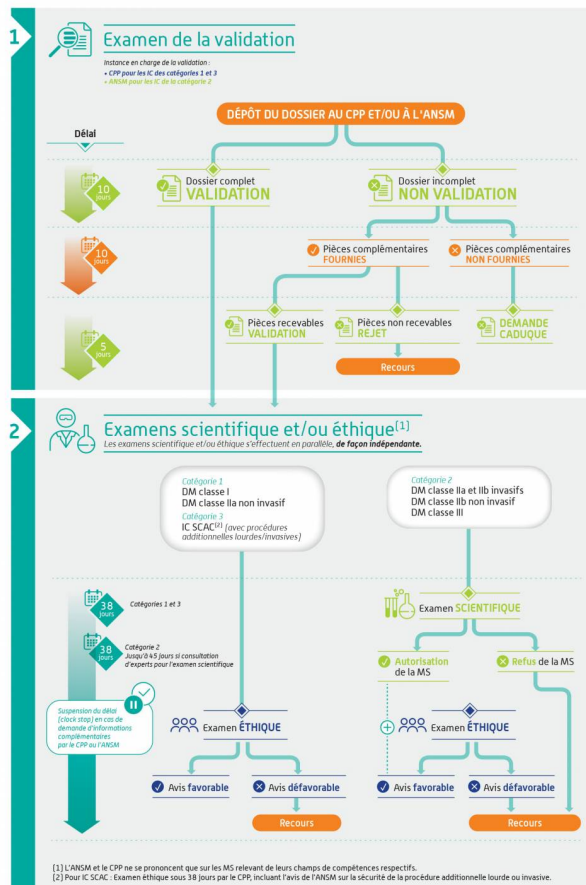 1
Examen de la validation
Instance en charge de la validation :
• CPP pour les IC des catégories 1 et 3
• ANSM pour les IC de la catégorie 2
DÉPÔT DU DOSSIER AU CPP ET/OU À L'ANSM
Délai
10
jours
Dossier complet
VALIDATION
Dossier incomplet
NON VALIDATION
10
jours
Pièces complémentaires
FOURNIES
Pièces complémentaires
NON FOURNIES
5
jours
Pièces recevables
VALIDATION
Pièces non recevables
REJET
DEMANDE
CADUQUE
Recours
2
Examens scientifique et/ou éthique[1]
Les examens scientifique et/ou éthique s'effectuent en parallèle, de façon indépendante.
Catégorie 1
DM classe I
DM classe IIa non invasif
Catégorie 3
IC SCAC[2] (avec procédures
additionnelles lourdes/invasives)
Catégorie 2
DM classe IIa et IIb invasifs
DM classe IIb non invasif
DM classe III
38
jours
Catégories 1 et 3
Examen SCIENTIFIQUE
38
jours
Catégorie 2
Jusqu'à 45 jours si consultation
d'experts pour l'examen scientifique
Autorisation
de la MS
Refus de la MS
Suspension du délai
(clock stop) en cas de
demande d'informations
complémentaires
par le CPP ou l'ANSM
Examen ÉTHIQUE
+
Examen ÉTHIQUE
Avis favorable
Avis défavorable
Avis favorable
Avis défavorable
Recours
Recours
[1] L'ANSM et le CPP ne se prononcent que sur les MS relevant de leurs champs de compétences respectifs.
[2] Pour IC SCAC : Examen éthique sous 38 jours par le CPP, incluant l'avis de l'ANSM sur la sécurité de la procédure additionnelle lourde ou invasive.